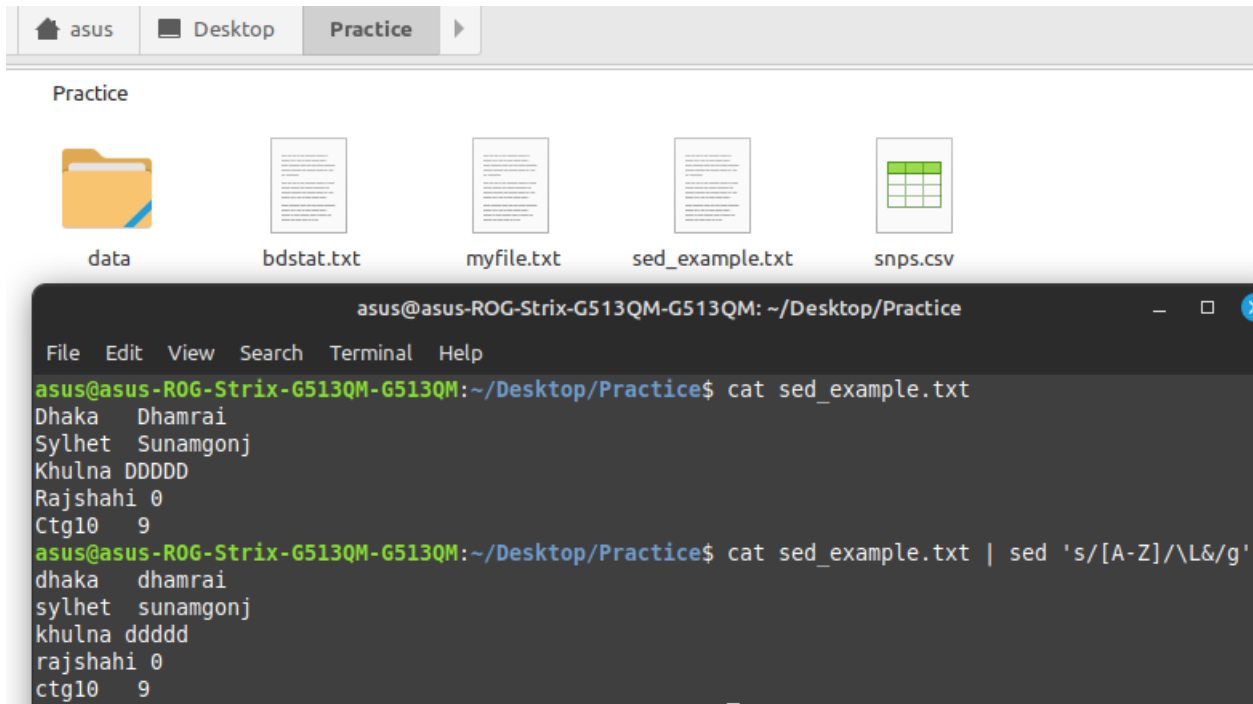 asus Desktop Practice
Practice
data bdstat.txt myfile.txt sed_example.txt snps.csv
asus@asus-ROG-Strix-G513QM-G513QM: ~/Desktop/Practice
File Edit View Search Terminal Help
asus@asus-ROG-Strix-G513QM-G513QM:~/Desktop/Practice$ cat sed_example.txt
Dhaka   Dhamrai
Sylhet  Sunamgonj
Khulna DDDDD
Rajshahi 0
Ctg10   9
asus@asus-ROG-Strix-G513QM-G513QM:~/Desktop/Practice$ cat sed_example.txt | sed 's/[A-Z]/\L&/g'
dhaka   dhamrai
sylhet  sunamgonj
khulna ddddd
rajshahi 0
ctg10   9